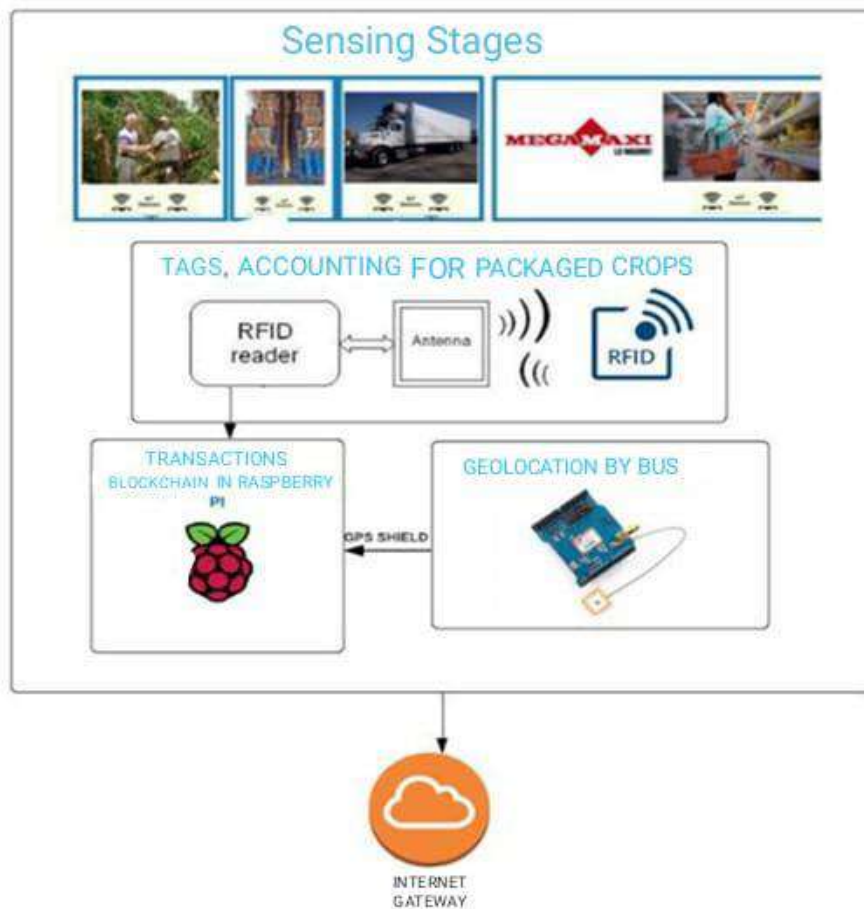 Sensing Stages
MEGAMAXI
TAGS, ACCOUNTING FOR PACKAGED CROPS
RFID
reader
Antenna
RFID
TRANSACTIONS
BLOCKCHAIN IN RASPBERRY
PI
GEOLOCATION BY BUS
GPS SHIELD
INTERNET
GATEWAY